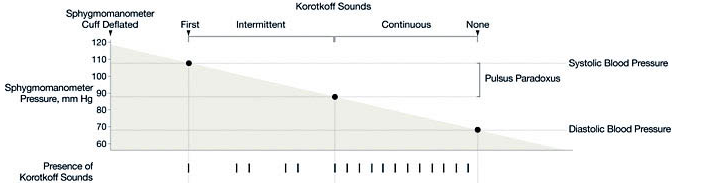 Korotkoff Sounds
Sphygmomanometer
Cuff Deflated
First
Intermittent
Continuous
None
120
110
100
90
80
70
60
Sphygmomanometer
Pressure, mm Hg
Systolic Blood Pressure
Pulsus Paradoxus
Diastolic Blood Pressure
Presence of
Korotkoff Sounds